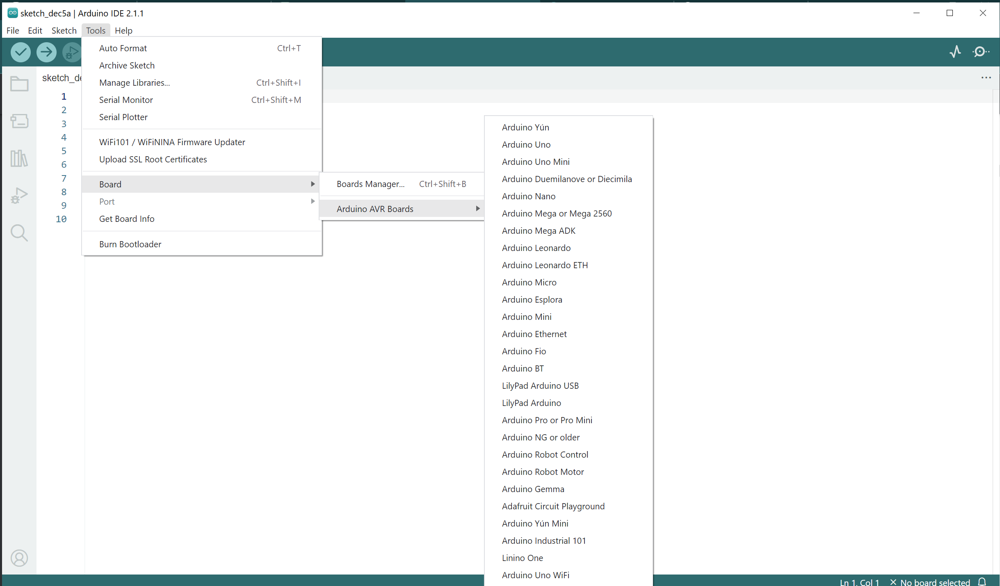 sketch_dec5a | Arduino IDE 2.1.1
File Edit Sketch Tools Help
Auto Format Ctrl+T
Archive Sketch
Manage Libraries... Ctrl+Shift+I
Serial Monitor Ctrl+Shift+M
Serial Plotter
WiFi101 / WiFiNINA Firmware Updater
Upload SSL Root Certificates
Board
Port
Get Board Info
Burn Bootloader
sketch_de
1
2
3
4
5
6
7
8
9
10
Boards Manager... Ctrl+Shift+B
Arduino AVR Boards
Arduino Yún
Arduino Uno
Arduino Uno Mini
Arduino Duemilanove or Diecimila
Arduino Nano
Arduino Mega or Mega 2560
Arduino Mega ADK
Arduino Leonardo
Arduino Leonardo ETH
Arduino Micro
Arduino Esplora
Arduino Mini
Arduino Ethernet
Arduino Fio
Arduino BT
LilyPad Arduino USB
LilyPad Arduino
Arduino Pro or Pro Mini
Arduino NG or older
Arduino Robot Control
Arduino Robot Motor
Arduino Gemma
Adafruit Circuit Playground
Arduino Yún Mini
Arduino Industrial 101
Linino One
Arduino Uno WiFi
Ln 1, Col 1 No board selected